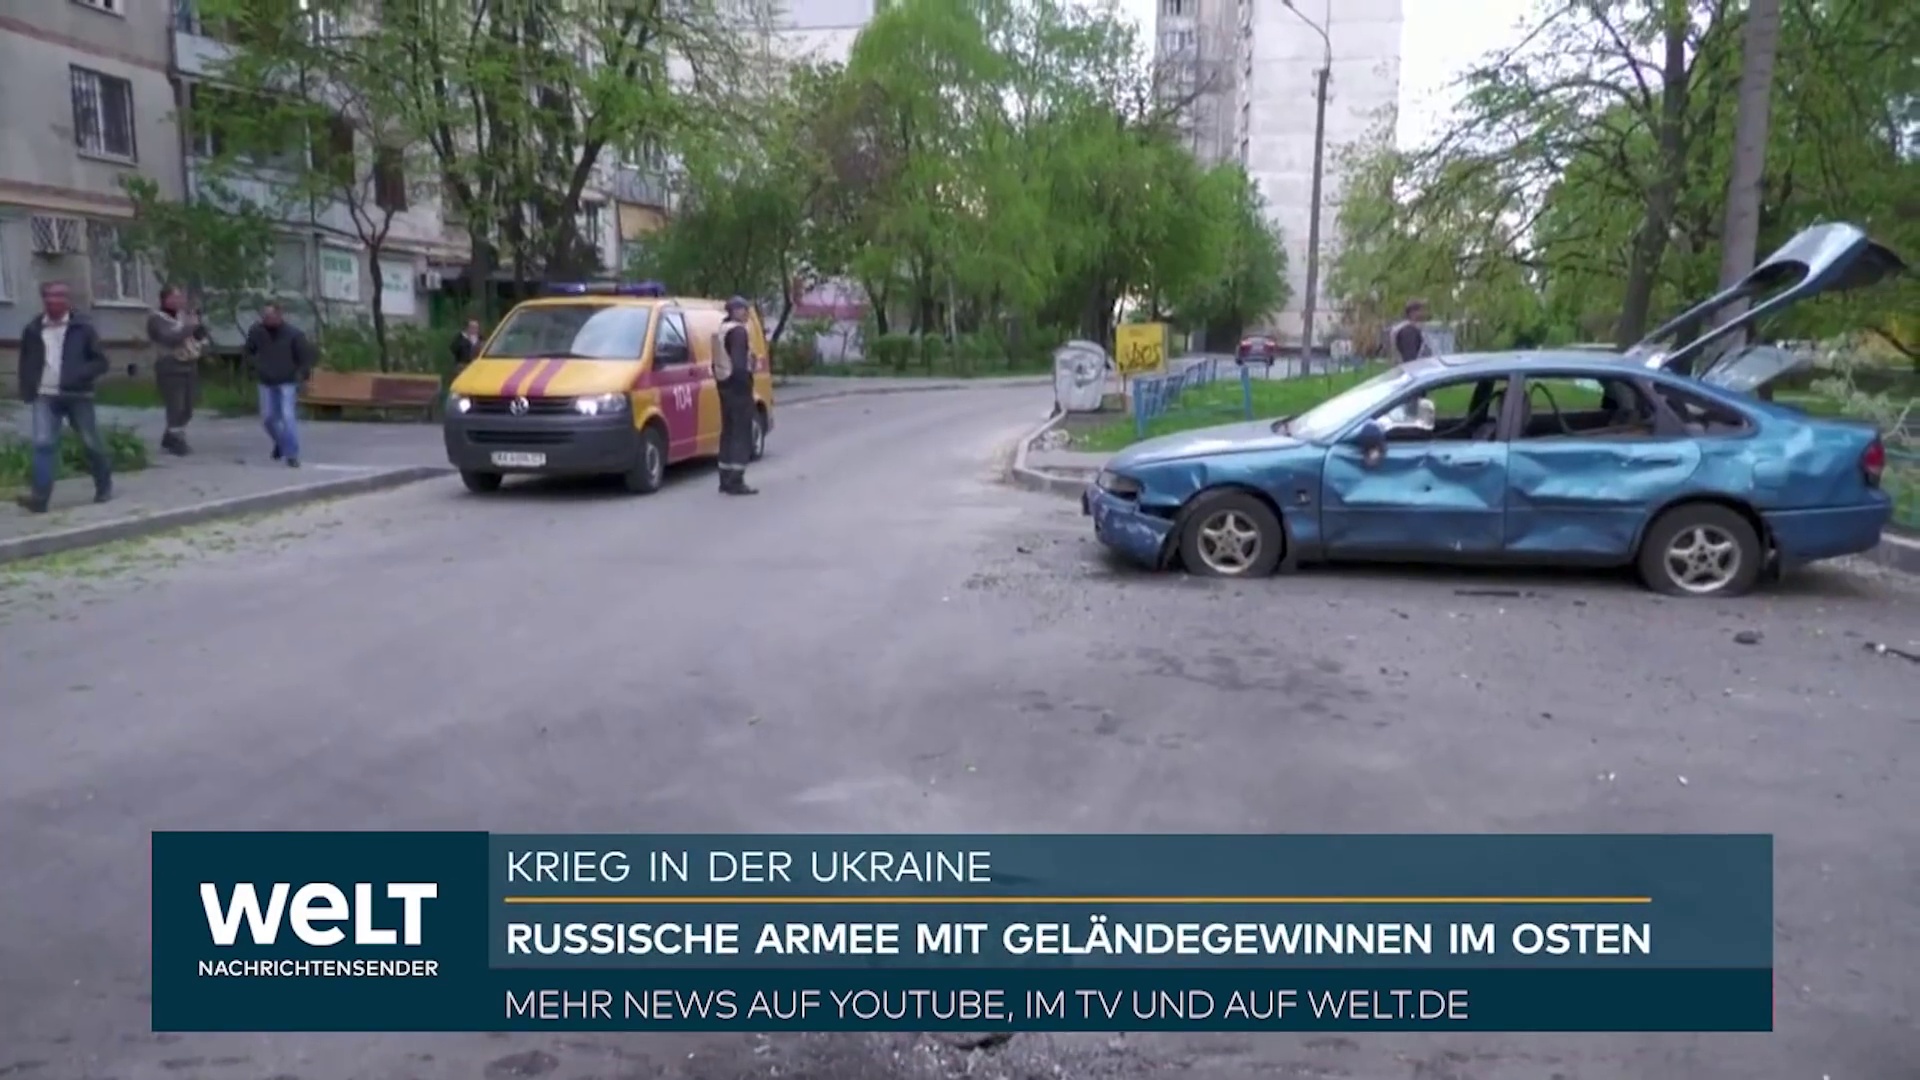 104
WELT
NACHRICHTENSENDER
KRIEG IN DER UKRAINE
RUSSISCHE ARMEE MIT GELÄNDEGEWINNEN IM OSTEN
MEHR NEWS AUF YOUTUBE, IM TV UND AUF WELT.DE